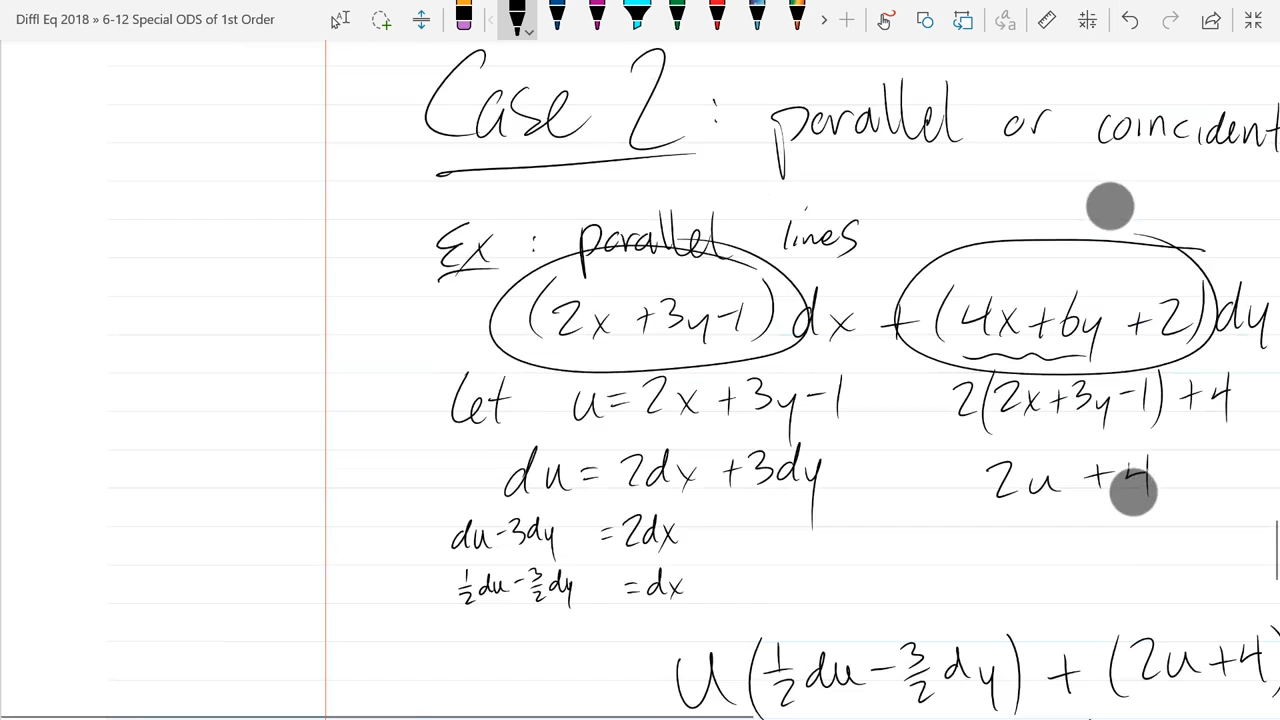 Diffl Eq 2018 » 6-12 Special ODS of 1st Order
Case 2 : parallel or coincident
Ex : parallel lines
(2x+3y-1)dx + (4x+6y+2)dy
Let u=2x+3y-1 2(2x+3y-1)+4
du=2dx+3dy 2u+4
du-3dy =2dx
½du-3/2dy =dx
u(½du-3/2dy) + (2u+4)